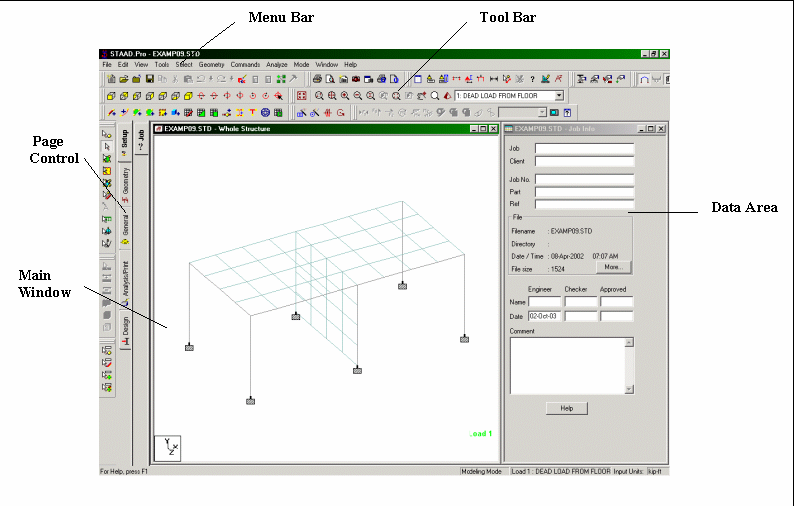 Menu Bar
Tool Bar
STAAD.Pro - EXAMP09.STD
File Edit View Tools Select Geometry Commands Analyze Mode Window Help
1: DEAD LOAD FROM FLOOR
Page
Control
Main
Window
Data Area
Setup
Geometry
General
Analysis/Print
Design
Job
EXAMP09.STD - Whole Structure
Y
X
Z
Load 1
EXAMP09.STD - Job Info
Job
Client
Job No.
Part
Ref
File
Filename : EXAMP09.STD
Directory :
Date / Time : 08-Apr-2002 07:07 AM
File size : 1524
More...
Engineer Checker Approved
Name
Date 02-Oct-03
Comment
Help
For Help, press F1
Modeling Mode
Load 1 : DEAD LOAD FROM FLOOR
Input Units:
kip-ft